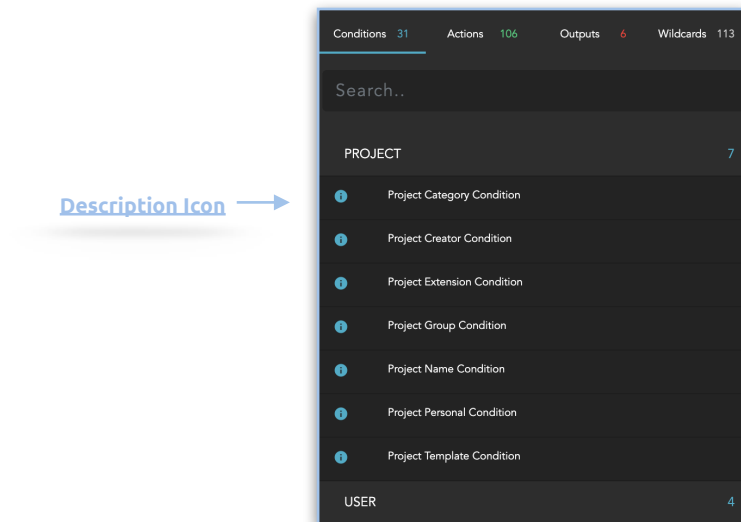 Conditions 31 Actions 106 Outputs 6 Wildcards 113
Search..
PROJECT 7
Description Icon
Project Category Condition
Project Creator Condition
Project Extension Condition
Project Group Condition
Project Name Condition
Project Personal Condition
Project Template Condition
USER 4